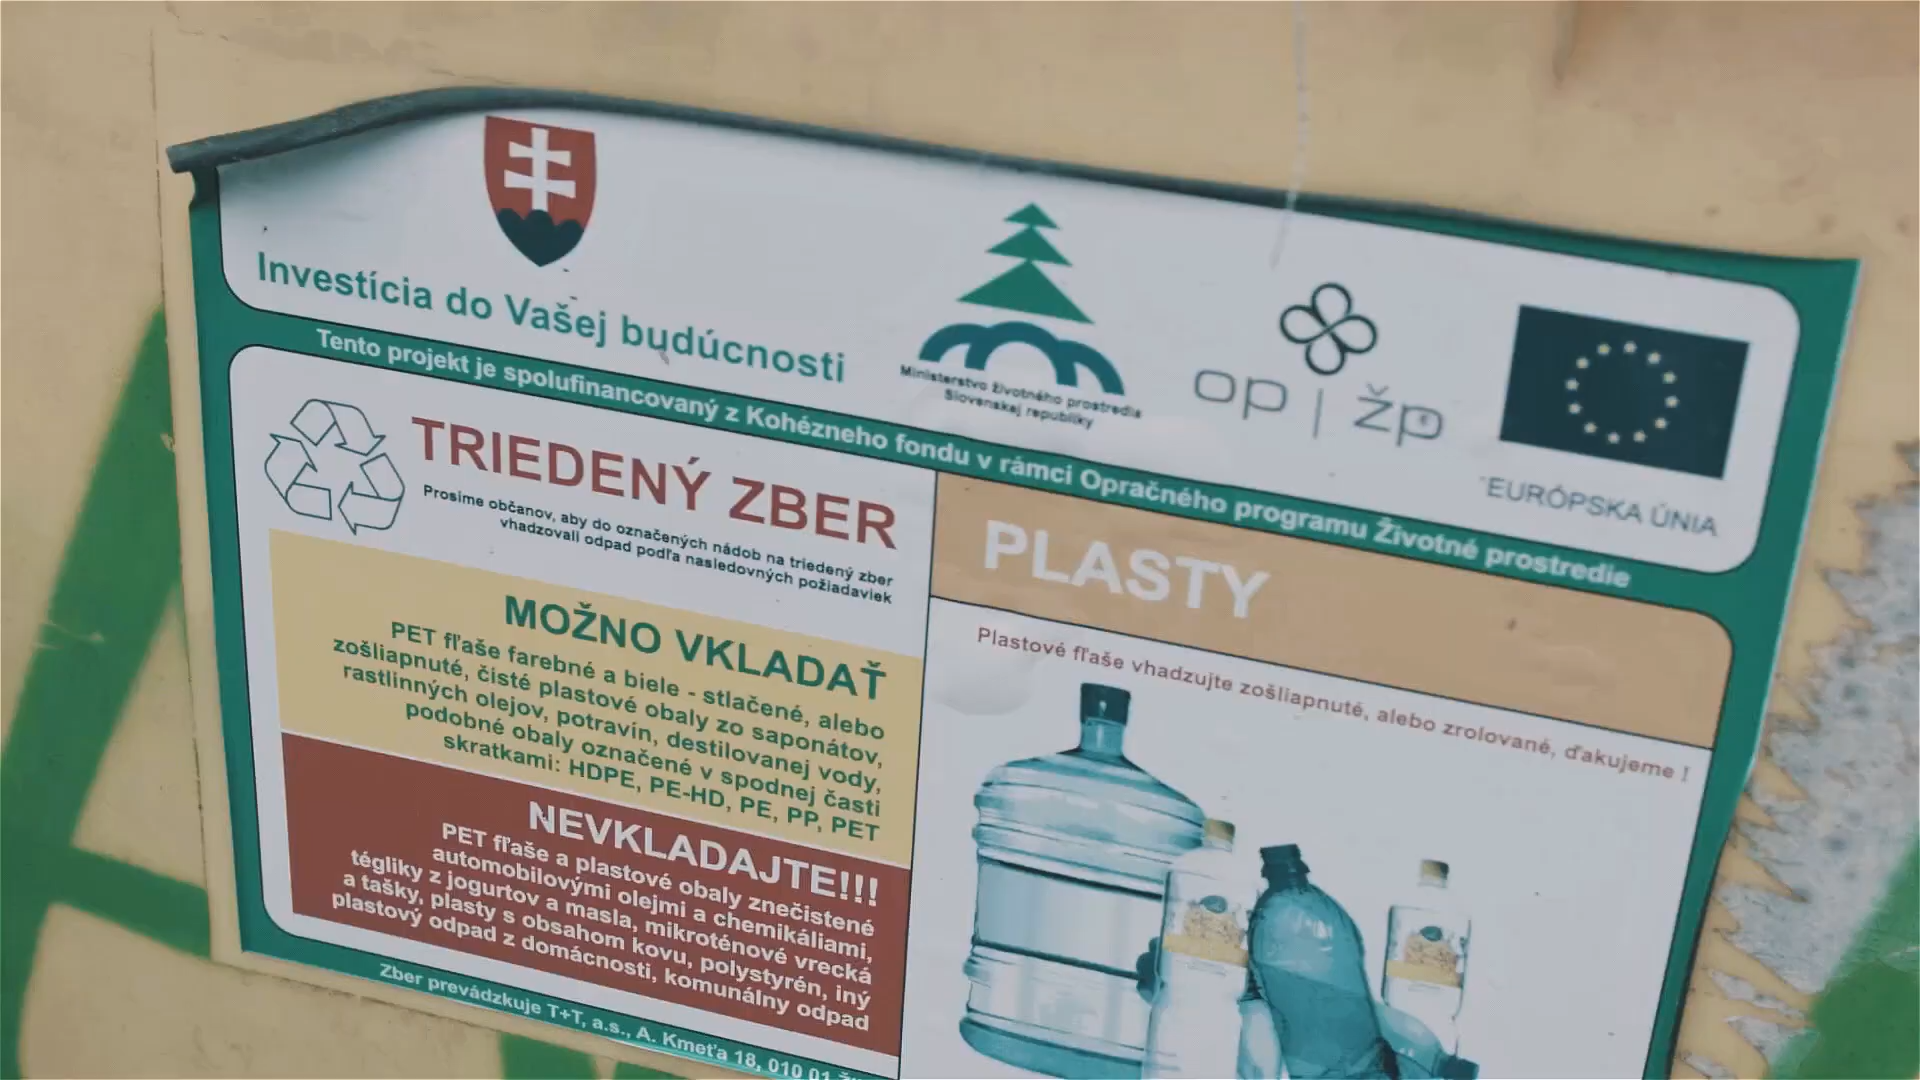 Investícia do Vašej budúcnosti
Ministerstvo životného prostredia
Slovenskej republiky
op | žp
EURÓPSKA ÚNIA
Tento projekt je spolufinancovaný z Kohézneho fondu v rámci Opračného programu Životné prostredie
TRIEDENÝ ZBER
Prosíme občanov, aby do označených nádob na triedený zber
vhadzovali odpad podľa nasledovných požiadaviek
MOŽNO VKLADAŤ
PET fľaše farebné a biele - stlačené, alebo
zošliapnuté, čisté plastové obaly zo saponátov,
rastlinných olejov, potravín, destilovanej vody,
podobné obaly označené v spodnej časti
skratkami: HDPE, PE-HD, PE, PP, PET
NEVKLADAJTE!!!
PET fľaše a plastové obaly znečistené
automobilovými olejmi a chemikáliami,
tégliky z jogurtov a masla, mikroténové vrecká
a tašky, plasty s obsahom kovu, polystyrén, iný
plastový odpad z domácnosti, komunálny odpad
Zber prevádzkuje T+T, a.s., A. Kmeťa 18, 010 01
PLASTY
Plastové fľaše vhadzujte zošliapnuté, alebo zrolované, ďakujeme !